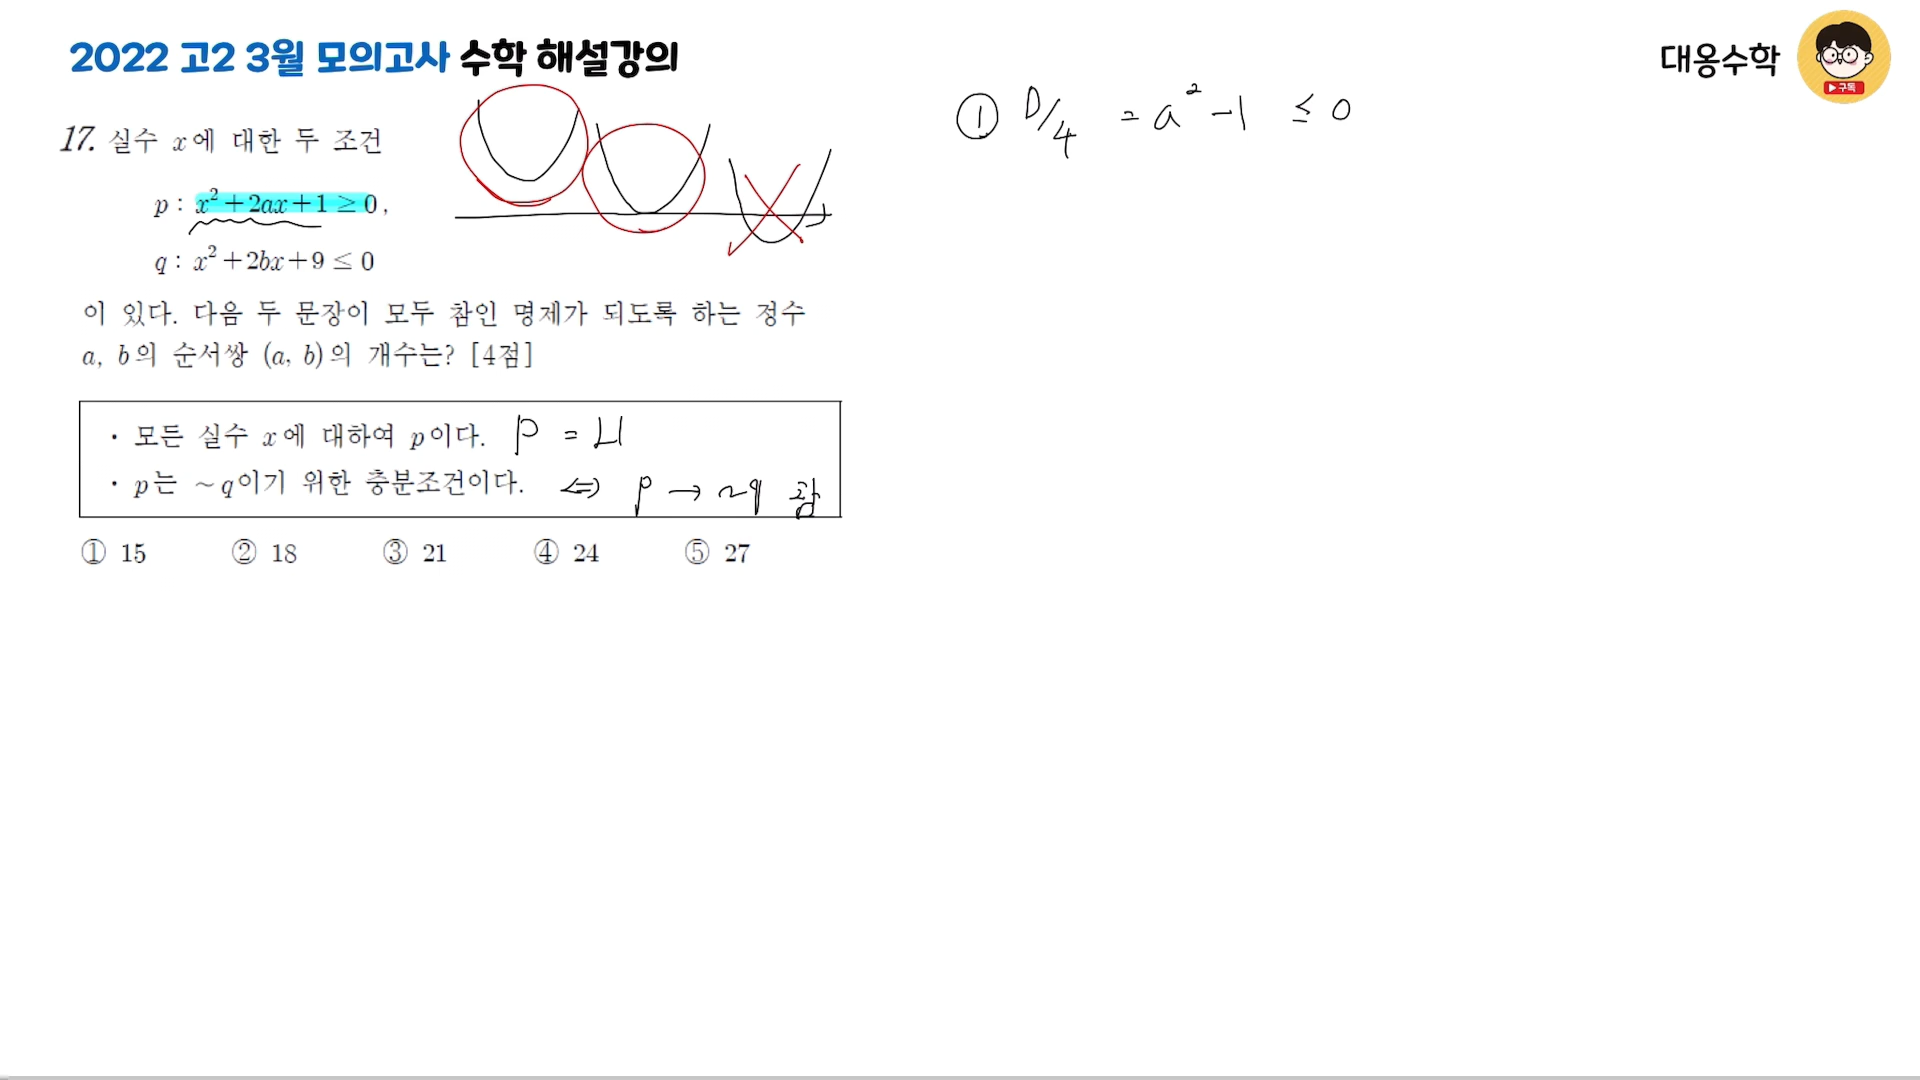 2022 고2 3월 모의고사 수학 해설강의
대웅수학
구독
17. 실수 x에 대한 두 조건
p : x²+2ax+1≥0,
q : x²+2bx+9≤0
이 있다. 다음 두 문장이 모두 참인 명제가 되도록 하는 정수
a, b의 순서쌍 (a, b)의 개수는? [4점]
· 모든 실수 x에 대하여 p이다. P = U
· p는 ~q이기 위한 충분조건이다. ⇔ p → ~q 참
① 15 ② 18 ③ 21 ④ 24 ⑤ 27
① D/4 = a² -1 ≤ 0